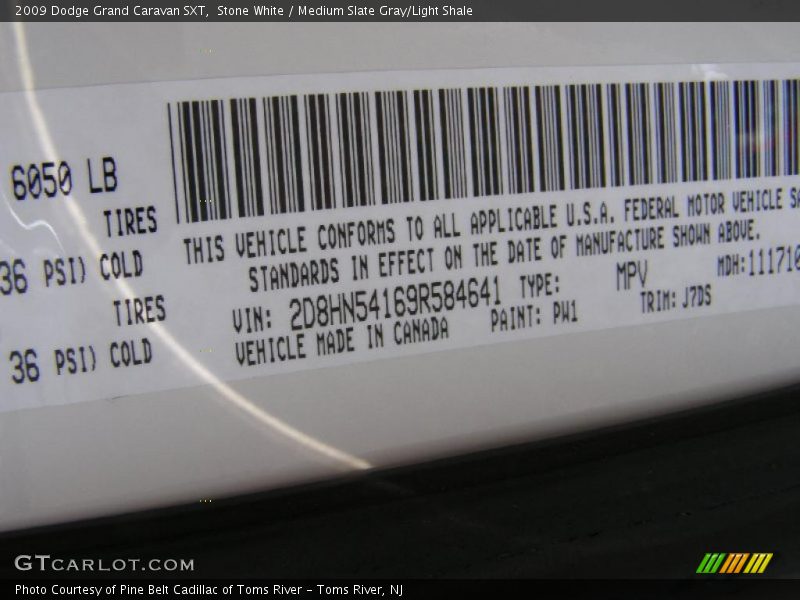 2009 Dodge Grand Caravan SXT, Stone White / Medium Slate Gray/Light Shale
6050 LB
TIRES
36 PSI) COLD
TIRES
36 PSI) COLD
THIS VEHICLE CONFORMS TO ALL APPLICABLE U.S.A. FEDERAL MOTOR VEHICLE SA
STANDARDS IN EFFECT ON THE DATE OF MANUFACTURE SHOWN ABOVE.
VIN: 2D8HN54169R584641 TYPE: MPV MDH:111710
VEHICLE MADE IN CANADA PAINT: PW1 TRIM: J7DS
GTCARLOT.COM
Photo Courtesy of Pine Belt Cadillac of Toms River – Toms River, NJ